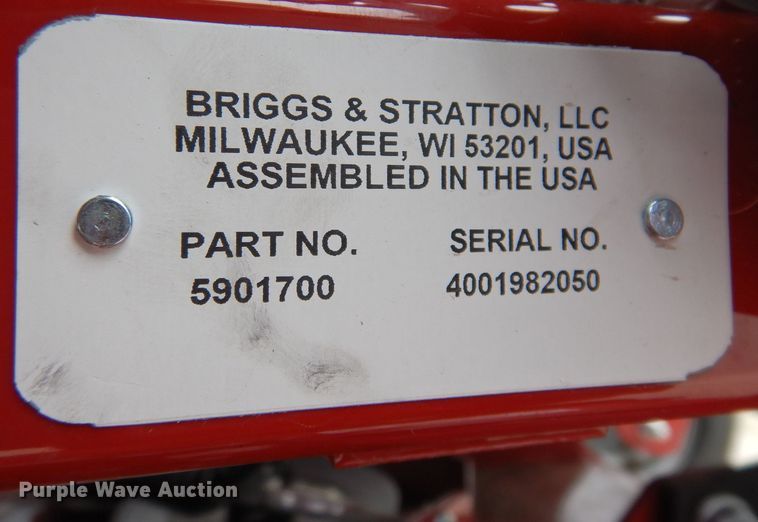 BRIGGS & STRATTON, LLC
MILWAUKEE, WI 53201, USA
ASSEMBLED IN THE USA
PART NO. SERIAL NO.
5901700 4001982050
Purple Wave Auction